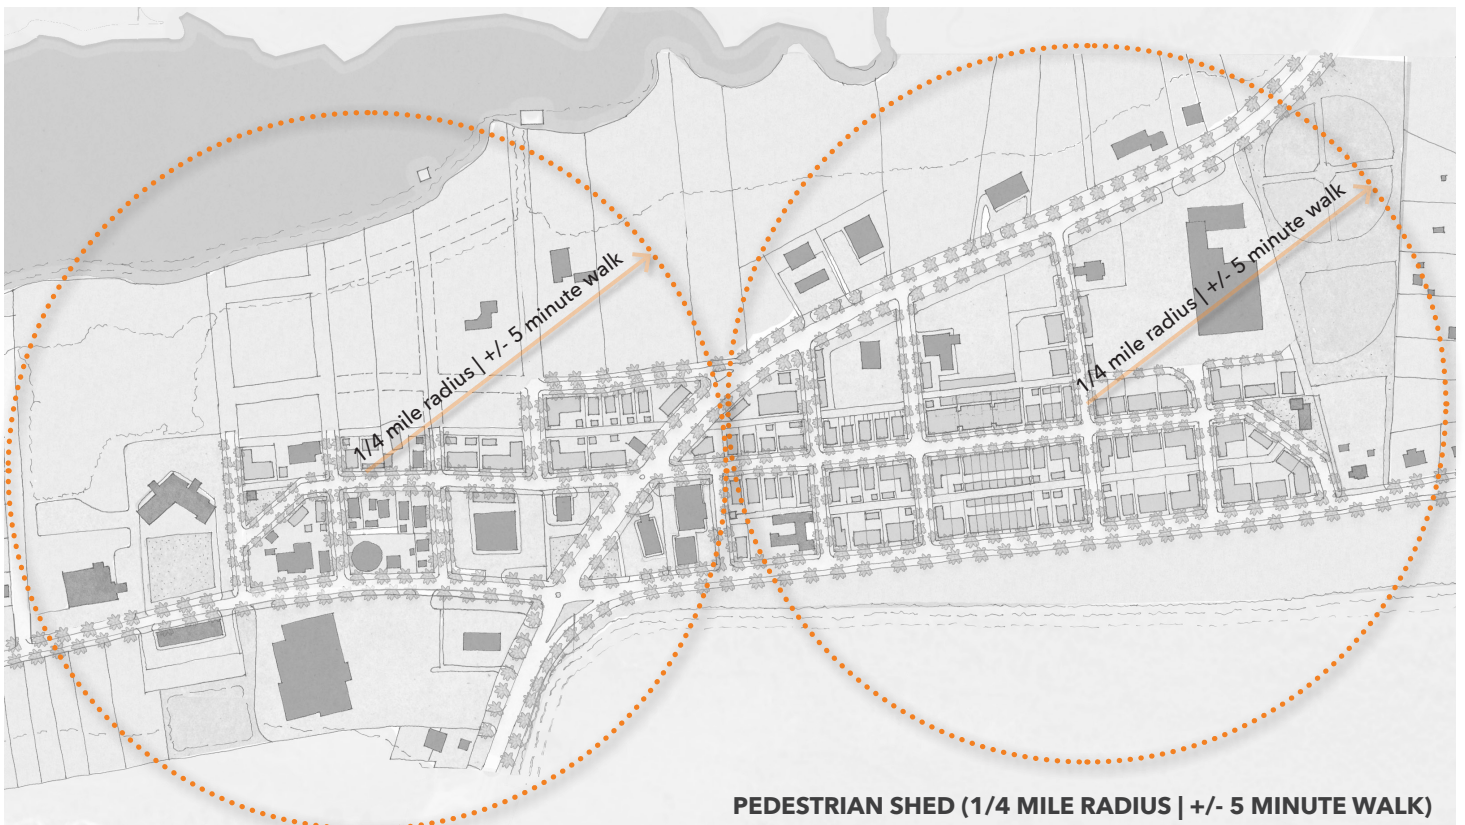 1/4 mile radius | +/- 5 minute walk
1/4 mile radius | +/- 5 minute walk
PEDESTRIAN SHED (1/4 MILE RADIUS | +/- 5 MINUTE WALK)